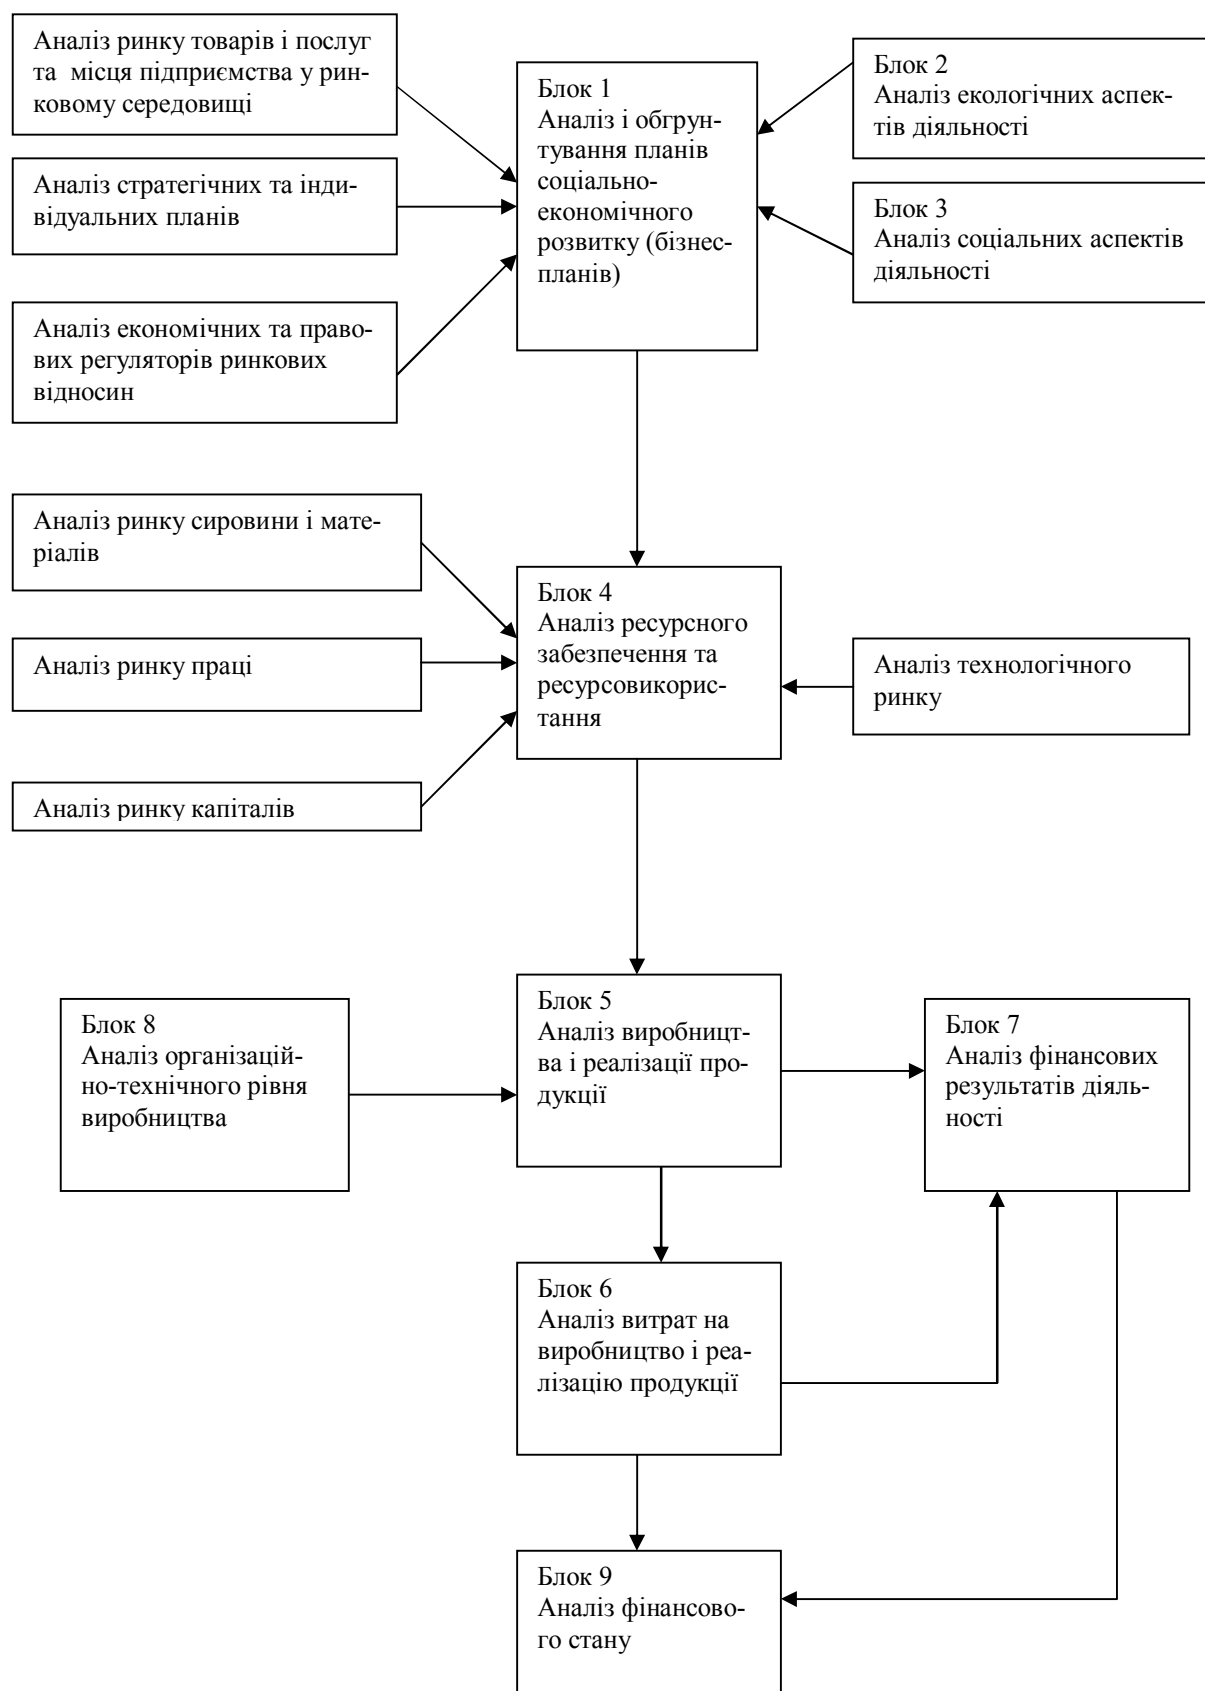 Аналіз ринку товарів і послуг
та місця підприємства у рин-
ковому середовищі
Блок 1
Аналіз і обгрун-
тування планів
соціально-
економічного
розвитку (бізнес-
планів)
Блок 2
Аналіз екологічних аспек-
тів діяльності
Аналіз стратегічних та інди-
відуальних планів
Блок 3
Аналіз соціальних аспектів
діяльності
Аналіз економічних та право-
вих регуляторів ринкових
відносин
Аналіз ринку сировини і мате-
ріалів
Блок 4
Аналіз ресурсного
забезпечення та
ресурсовикорис-
тання
Аналіз ринку праці
Аналіз технологічного
ринку
Аналіз ринку капіталів
Блок 8
Аналіз організацій-
но-технічного рівня
виробництва
Блок 5
Аналіз виробницт-
ва і реалізації про-
дукції
Блок 7
Аналіз фінансових
результатів діяль-
ності
Блок 6
Аналіз витрат на
виробництво і реа-
лізацію продукції
Блок 9
Аналіз фінансово-
го стану